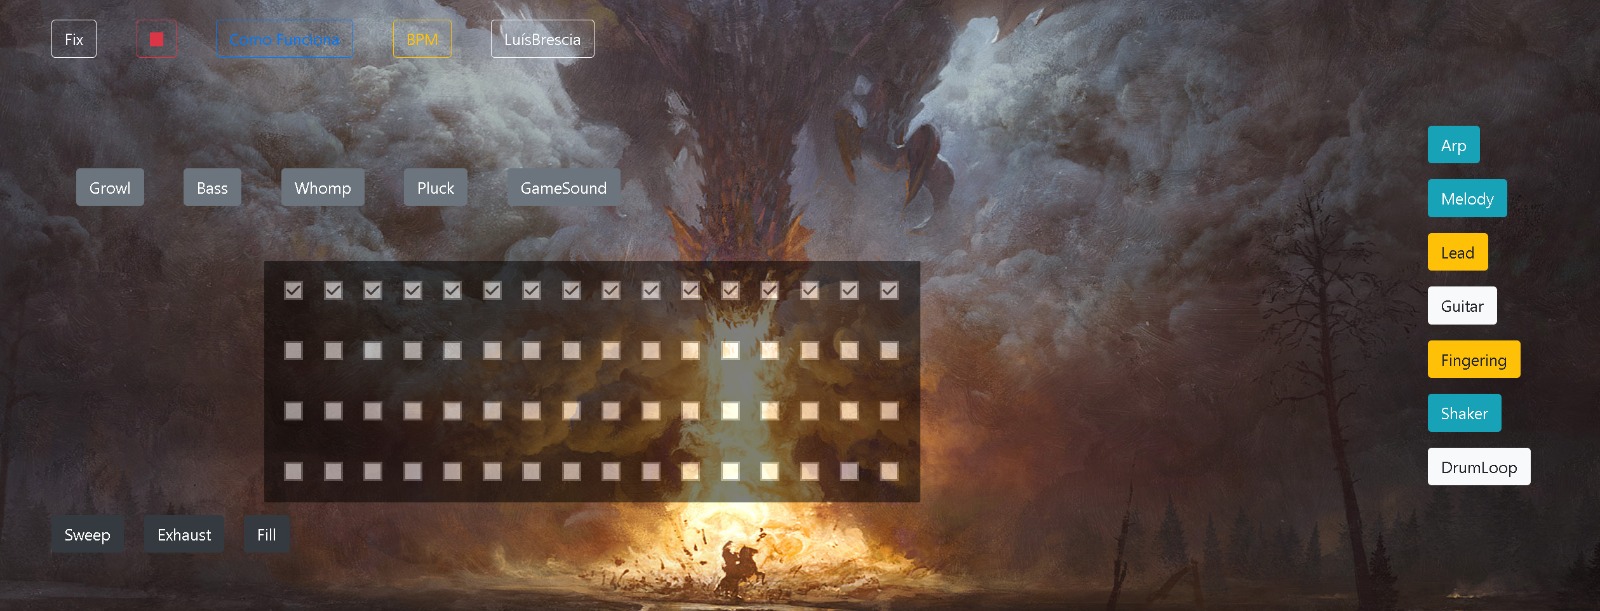 Fix
Como Funciona
BPM
LuísBrescia
Growl
Bass
Whomp
Pluck
GameSound
Arp
Melody
Lead
Guitar
Fingering
Shaker
DrumLoop
Sweep
Exhaust
Fill